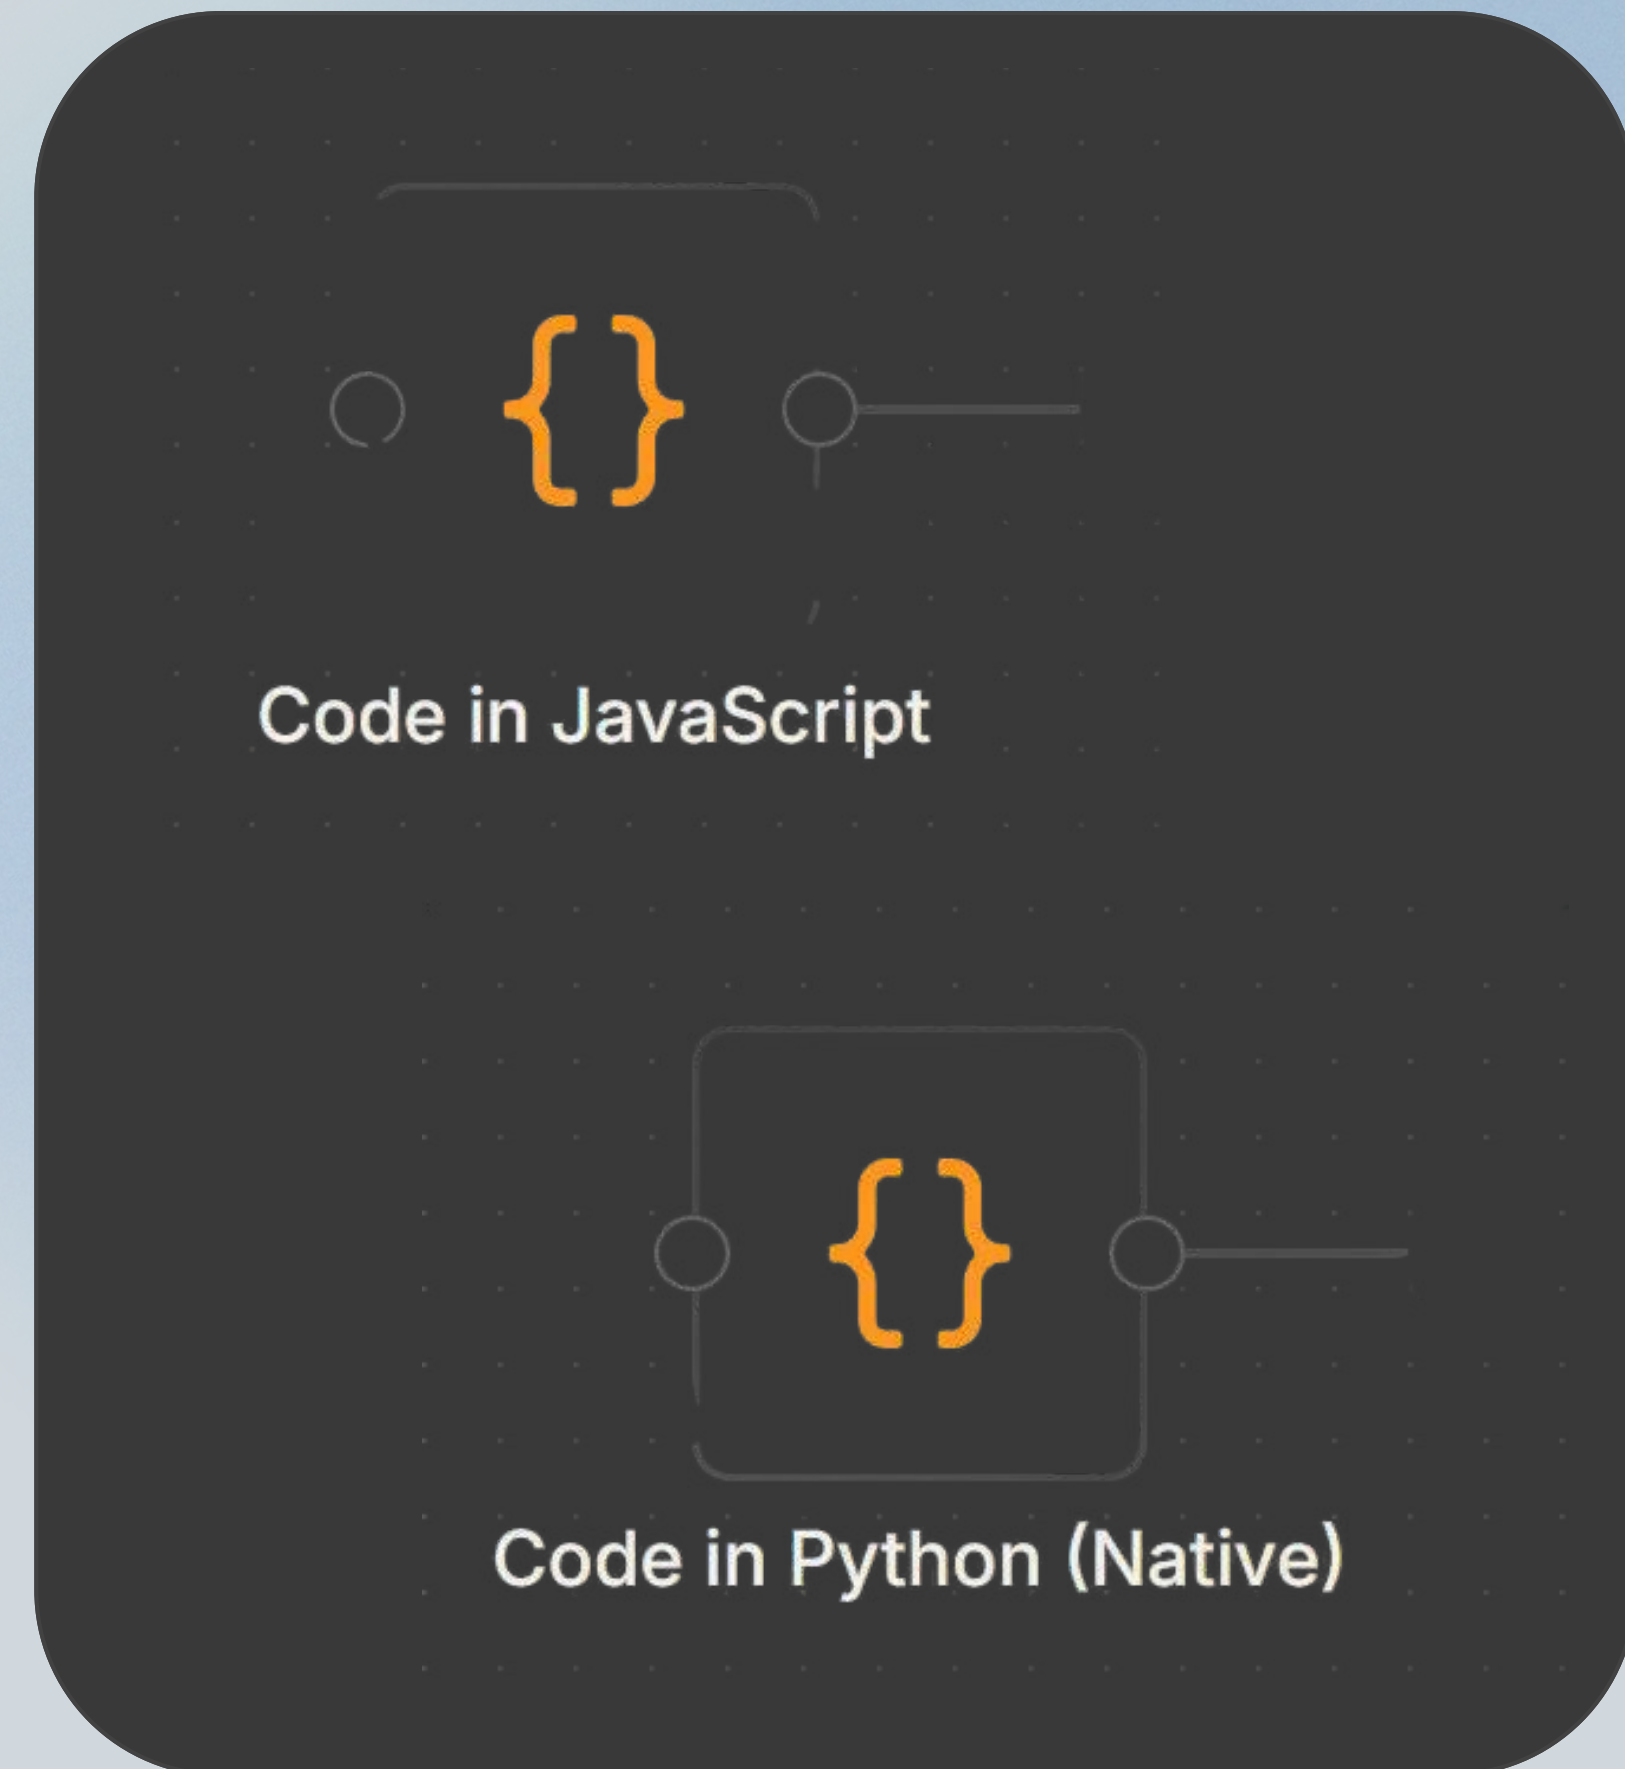 {}
Code in JavaScript
{}
Code in Python (Native)